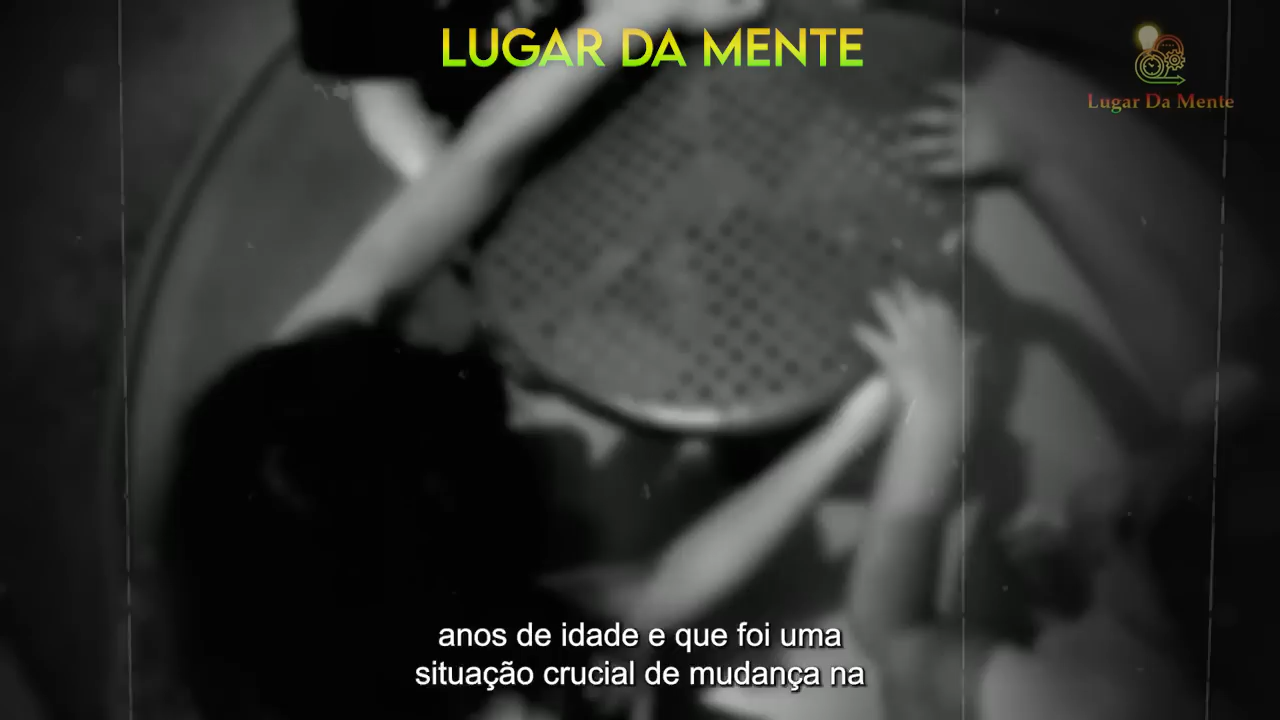 LUGAR DA MENTE
Lugar Da Mente
anos de idade e que foi uma
situação crucial de mudança na